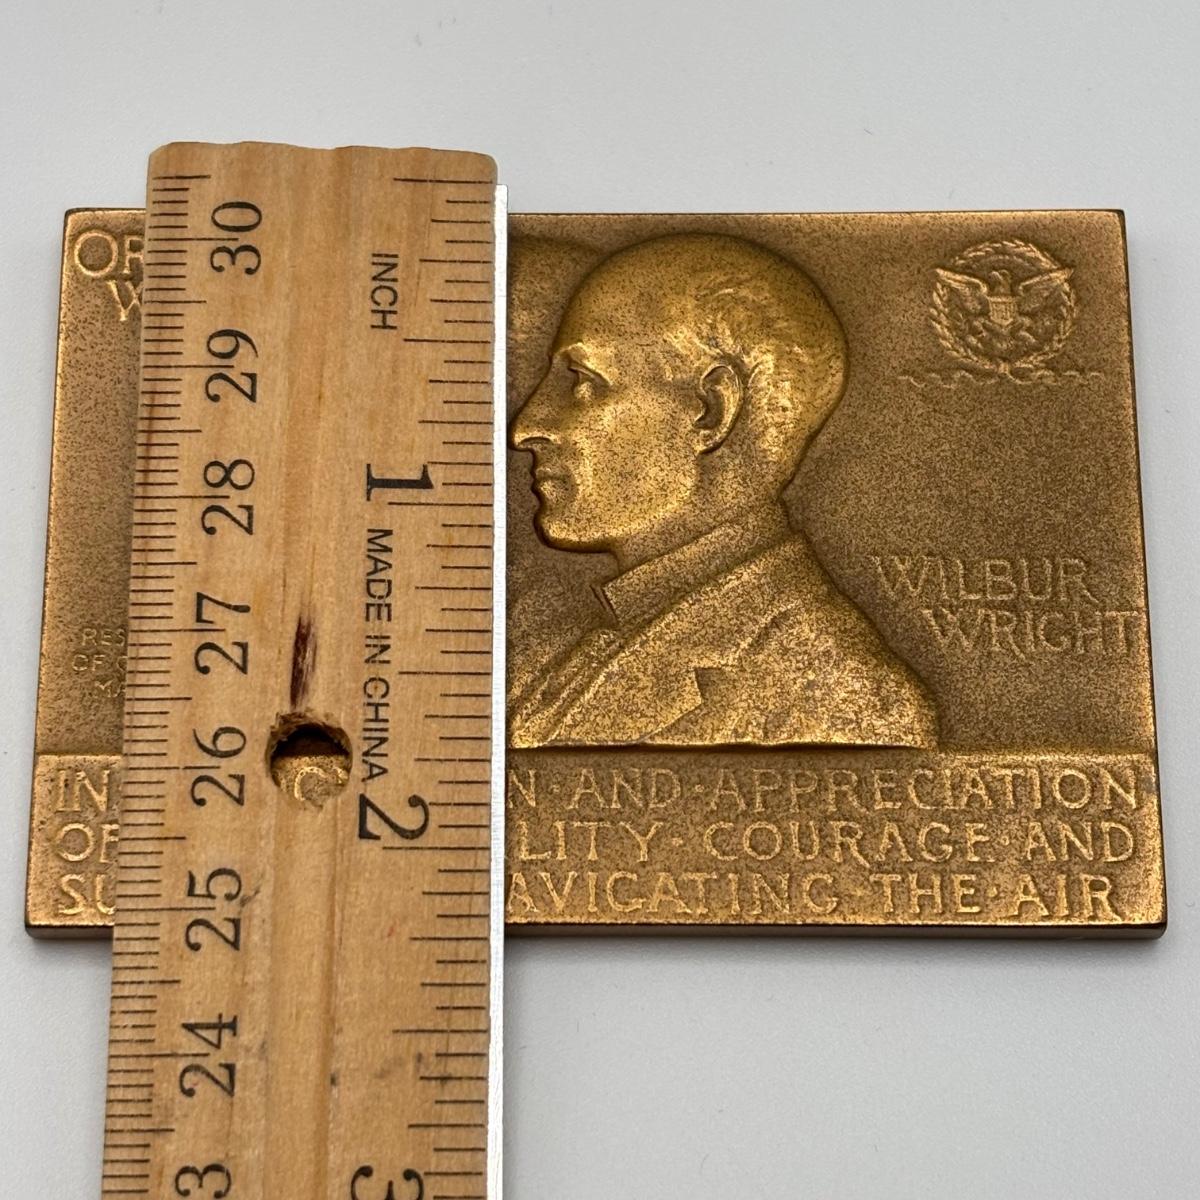 OR
W
WILBUR
WRIGHT
RES
OF C
MA
IN C N·AND·APPRECIATION
OF LITY·COURAGE·AND
SU AVIGATING·THE·AIR
30
29
28
27
26
25
24
3
INCH
1
MADE IN CHINA
2
3